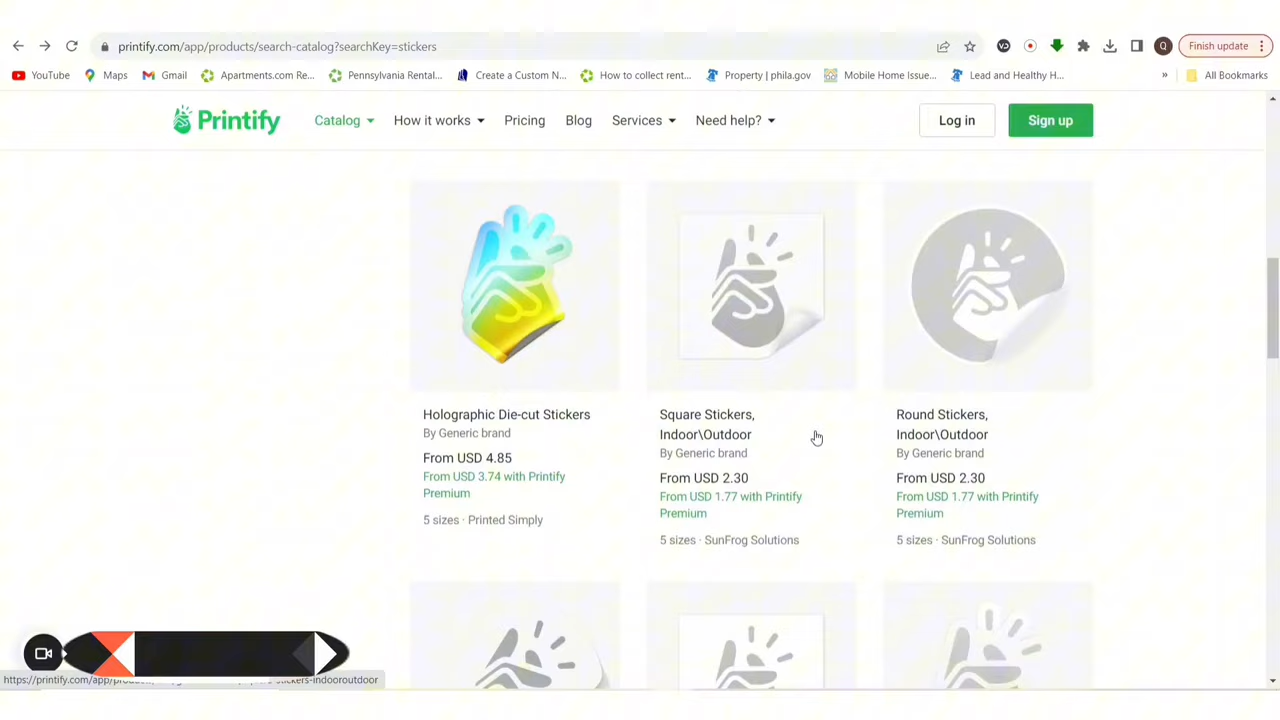 printify.com/app/products/search-catalog?searchKey=stickers
Finish update
YouTube
Maps
Gmail
Apartments.com Re...
Pennsylvania Rental...
Create a Custom N...
How to collect rent...
Property | phila.gov
Mobile Home Issue...
Lead and Healthy H...
»
All Bookmarks
Printify
Catalog
How it works
Pricing
Blog
Services
Need help?
Log in
Sign up
Holographic Die-cut Stickers
By Generic brand
From USD 4.85
From USD 3.74 with Printify
Premium
5 sizes · Printed Simply
Square Stickers,
Indoor\Outdoor
By Generic brand
From USD 2.30
From USD 1.77 with Printify
Premium
5 sizes · SunFrog Solutions
Round Stickers,
Indoor\Outdoor
By Generic brand
From USD 2.30
From USD 1.77 with Printify
Premium
5 sizes · SunFrog Solutions